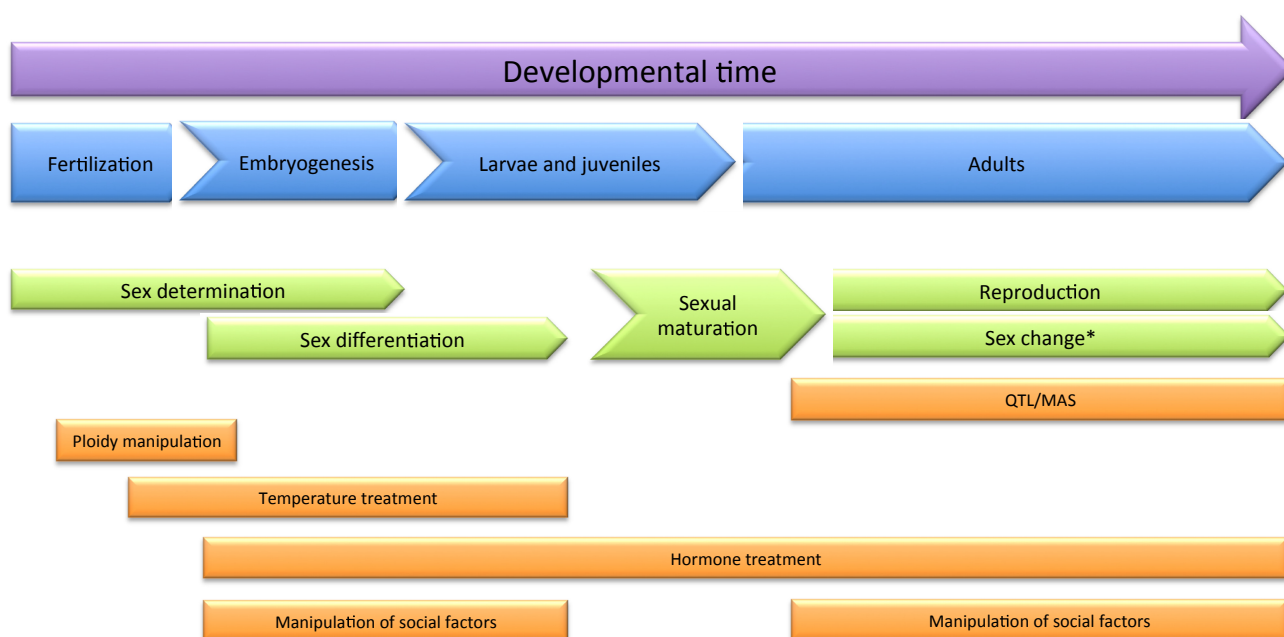 Developmental time
Fertilization
Embryogenesis
Larvae and juveniles
Adults
Sex determination
Sex differentiation
Sexual
maturation
Reproduction
Sex change*
QTL/MAS
Ploidy manipulation
Temperature treatment
Hormone treatment
Manipulation of social factors
Manipulation of social factors